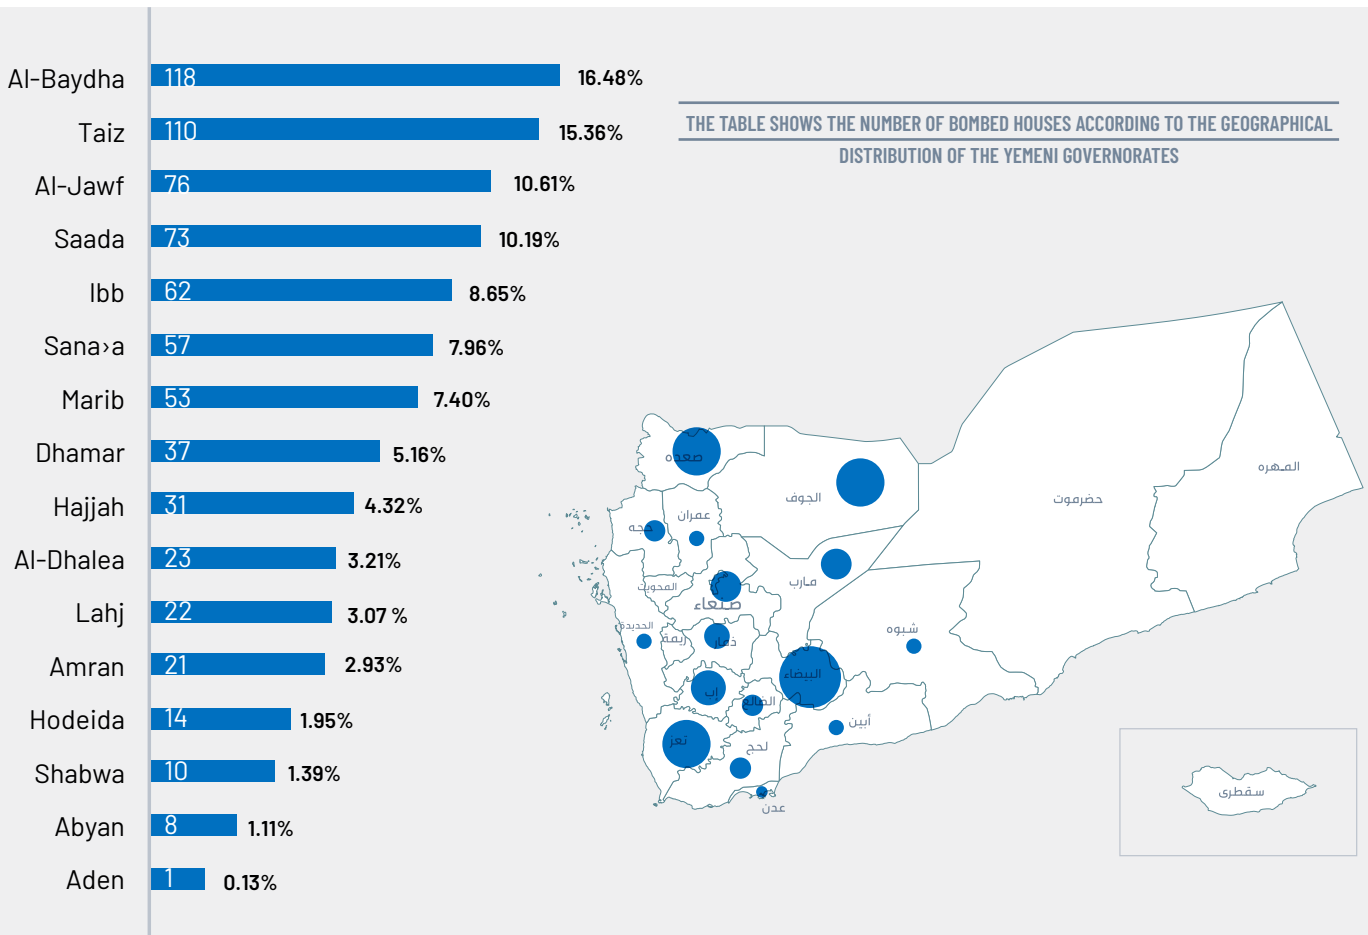 Al-Baydha 118 16.48%
Taiz 110 15.36%
Al-Jawf 76 10.61%
Saada 73 10.19%
Ibb 62 8.65%
Sana›a 57 7.96%
Marib 53 7.40%
Dhamar 37 5.16%
Hajjah 31 4.32%
Al-Dhalea 23 3.21%
Lahj 22 3.07 %
Amran 21 2.93%
Hodeida 14 1.95%
Shabwa 10 1.39%
Abyan 8 1.11%
Aden 1 0.13%
THE TABLE SHOWS THE NUMBER OF BOMBED HOUSES ACCORDING TO THE GEOGRAPHICAL
DISTRIBUTION OF THE YEMENI GOVERNORATES
صعده
الجوف
المهره
حضرموت
عمران
حجه
مارب
المحويت
صنعاء
الحديدة
ريمة
ذمار
شبوه
البيضاء
إب
الضالع
أبين
تعز
لحج
عدن
سقطرى